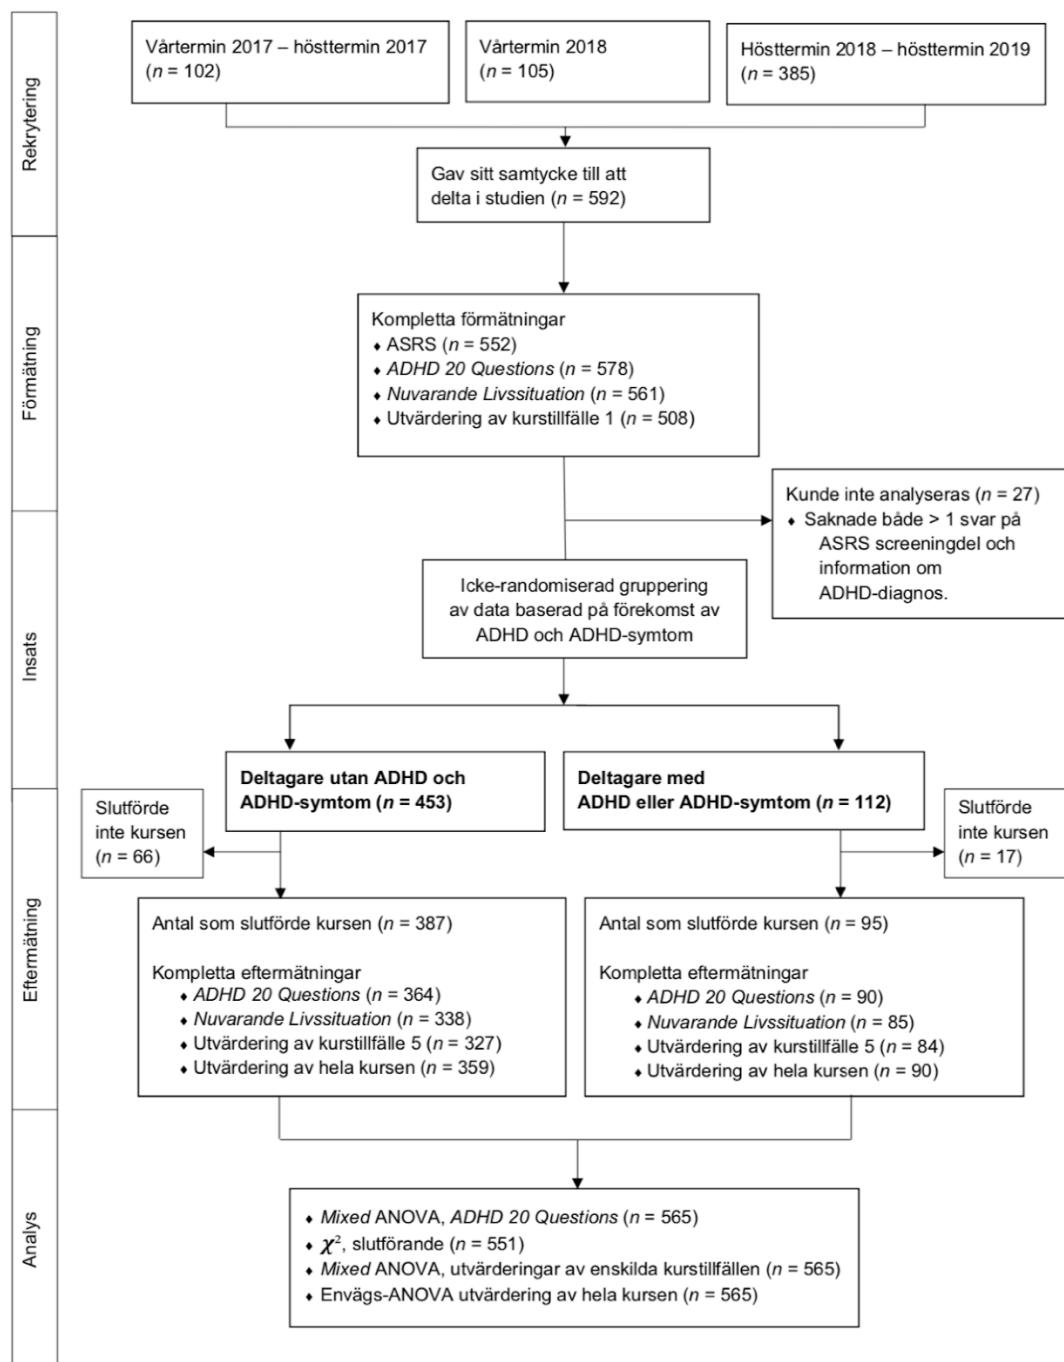 Rekrytering
Vårtermin 2017 – hösttermin 2017
(n = 102)
Vårtermin 2018
(n = 105)
Hösttermin 2018 – hösttermin 2019
(n = 385)
Gav sitt samtycke till att
delta i studien (n = 592)
Förmätning
Kompletta förmätningar
♦ ASRS (n = 552)
♦ ADHD 20 Questions (n = 578)
♦ Nuvarande Livssituation (n = 561)
♦ Utvärdering av kurstillfälle 1 (n = 508)
Kunde inte analyseras (n = 27)
♦ Saknade både > 1 svar på
ASRS screeningdel och
information om
ADHD-diagnos.
Insats
Icke-randomiserad gruppering
av data baserad på förekomst av
ADHD och ADHD-symtom
Deltagare utan ADHD och
ADHD-symtom (n = 453)
Deltagare med
ADHD eller ADHD-symtom (n = 112)
Eftermätning
Slutförde
inte kursen
(n = 66)
Slutförde
inte kursen
(n = 17)
Antal som slutförde kursen (n = 387)
Kompletta eftermätningar
♦ ADHD 20 Questions (n = 364)
♦ Nuvarande Livssituation (n = 338)
♦ Utvärdering av kurstillfälle 5 (n = 327)
♦ Utvärdering av hela kursen (n = 359)
Antal som slutförde kursen (n = 95)
Kompletta eftermätningar
♦ ADHD 20 Questions (n = 90)
♦ Nuvarande Livssituation (n = 85)
♦ Utvärdering av kurstillfälle 5 (n = 84)
♦ Utvärdering av hela kursen (n = 90)
Analys
♦ Mixed ANOVA, ADHD 20 Questions (n = 565)
♦ χ², slutförande (n = 551)
♦ Mixed ANOVA, utvärderingar av enskilda kurstillfällen (n = 565)
♦ Envägs-ANOVA utvärdering av hela kursen (n = 565)